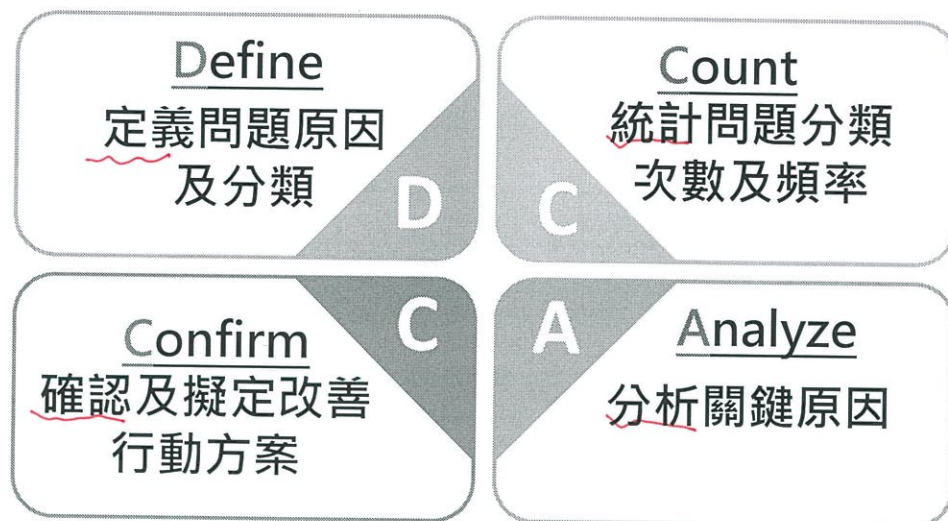 Define
定義問題原因
及分類
D
Count
統計問題分類
次數及頻率
C
Confirm
確認及擬定改善
行動方案
C
Analyze
分析關鍵原因
A